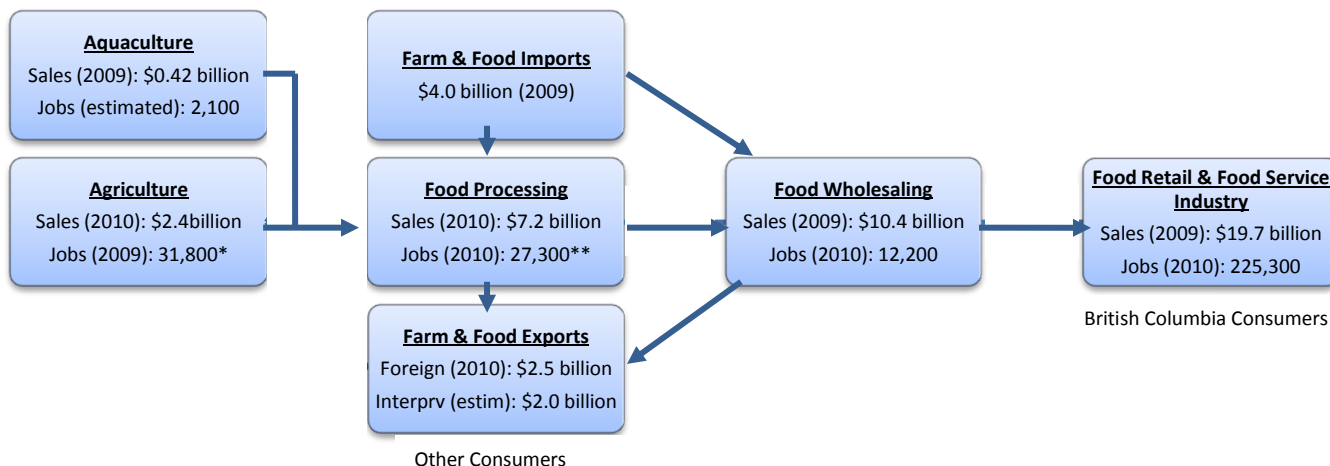 Aquaculture
Sales (2009): $0.42 billion
Jobs (estimated): 2,100
Agriculture
Sales (2010): $2.4billion
Jobs (2009): 31,800*
Farm & Food Imports
$4.0 billion (2009)
Food Processing
Sales (2010): $7.2 billion
Jobs (2010): 27,300**
Farm & Food Exports
Foreign (2010): $2.5 billion
Interprv (estim): $2.0 billion
Other Consumers
Food Wholesaling
Sales (2009): $10.4 billion
Jobs (2010): 12,200
Food Retail & Food Service
Industry
Sales (2009): $19.7 billion
Jobs (2010): 225,300
British Columbia Consumers